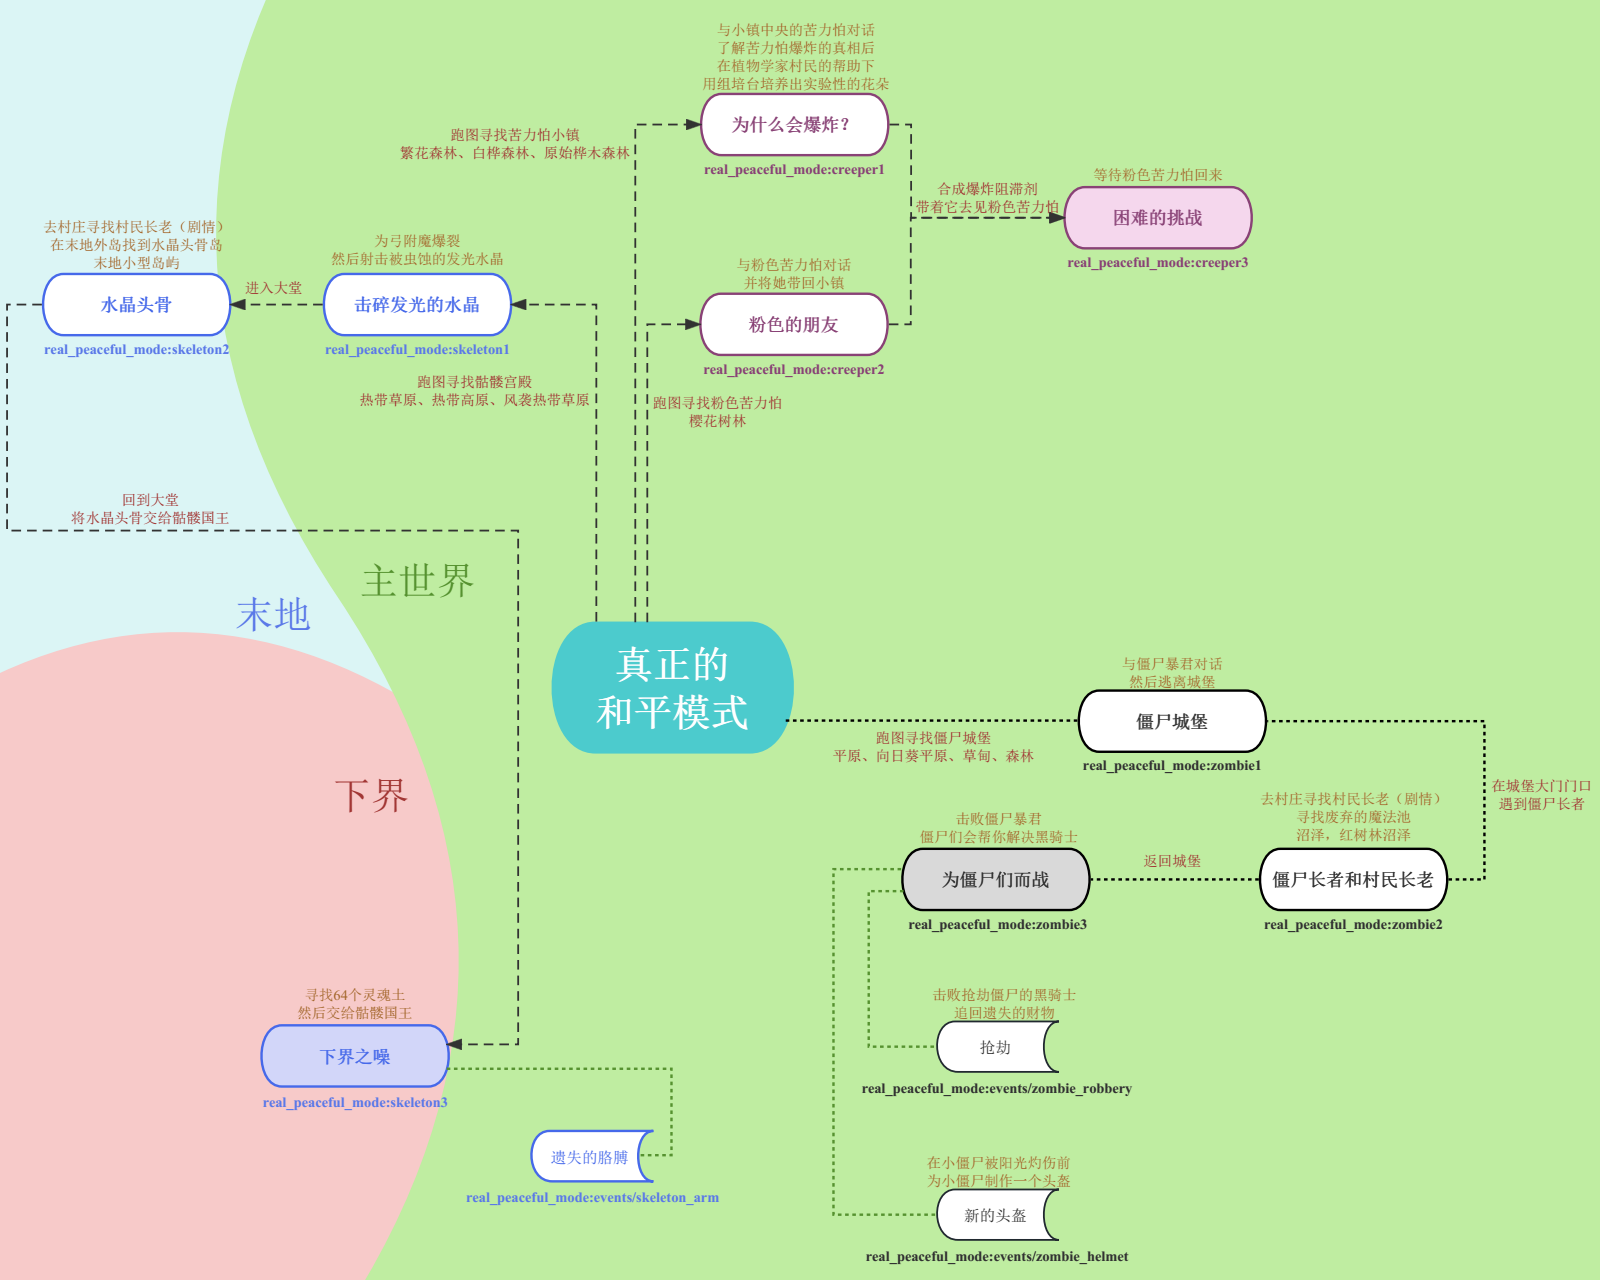 与小镇中央的苦力怕对话
了解苦力怕爆炸的真相后
在植物学家村民的帮助下
用组培台培养出实验性的花朵
为什么会爆炸？
real_peaceful_mode:creeper1
跑图寻找苦力怕小镇
繁花森林、白桦森林、原始桦木森林
合成爆炸阻滞剂
带着它去见粉色苦力怕
等待粉色苦力怕回来
困难的挑战
real_peaceful_mode:creeper3
去村庄寻找村民长老（剧情）
在末地外岛找到水晶头骨岛
末地小型岛屿
水晶头骨
real_peaceful_mode:skeleton2
进入大堂
为弓附魔爆裂
然后射击被虫蚀的发光水晶
击碎发光的水晶
real_peaceful_mode:skeleton1
与粉色苦力怕对话
并将她带回小镇
粉色的朋友
real_peaceful_mode:creeper2
跑图寻找骷髅宫殿
热带草原、热带高原、风袭热带草原
跑图寻找粉色苦力怕
樱花树林
回到大堂
将水晶头骨交给骷髅国王
主世界
末地
下界
真正的
和平模式
跑图寻找僵尸城堡
平原、向日葵平原、草甸、森林
与僵尸暴君对话
然后逃离城堡
僵尸城堡
real_peaceful_mode:zombie1
在城堡大门门口
遇到僵尸长者
去村庄寻找村民长老（剧情）
寻找废弃的魔法池
沼泽，红树林沼泽
僵尸长者和村民长老
real_peaceful_mode:zombie2
返回城堡
击败僵尸暴君
僵尸们会帮你解决黑骑士
为僵尸们而战
real_peaceful_mode:zombie3
寻找64个灵魂土
然后交给骷髅国王
下界之噪
real_peaceful_mode:skeleton3
遗失的胳膊
real_peaceful_mode:events/skeleton_arm
击败抢劫僵尸的黑骑士
追回遗失的财物
抢劫
real_peaceful_mode:events/zombie_robbery
在小僵尸被阳光灼伤前
为小僵尸制作一个头盔
新的头盔
real_peaceful_mode:events/zombie_helmet